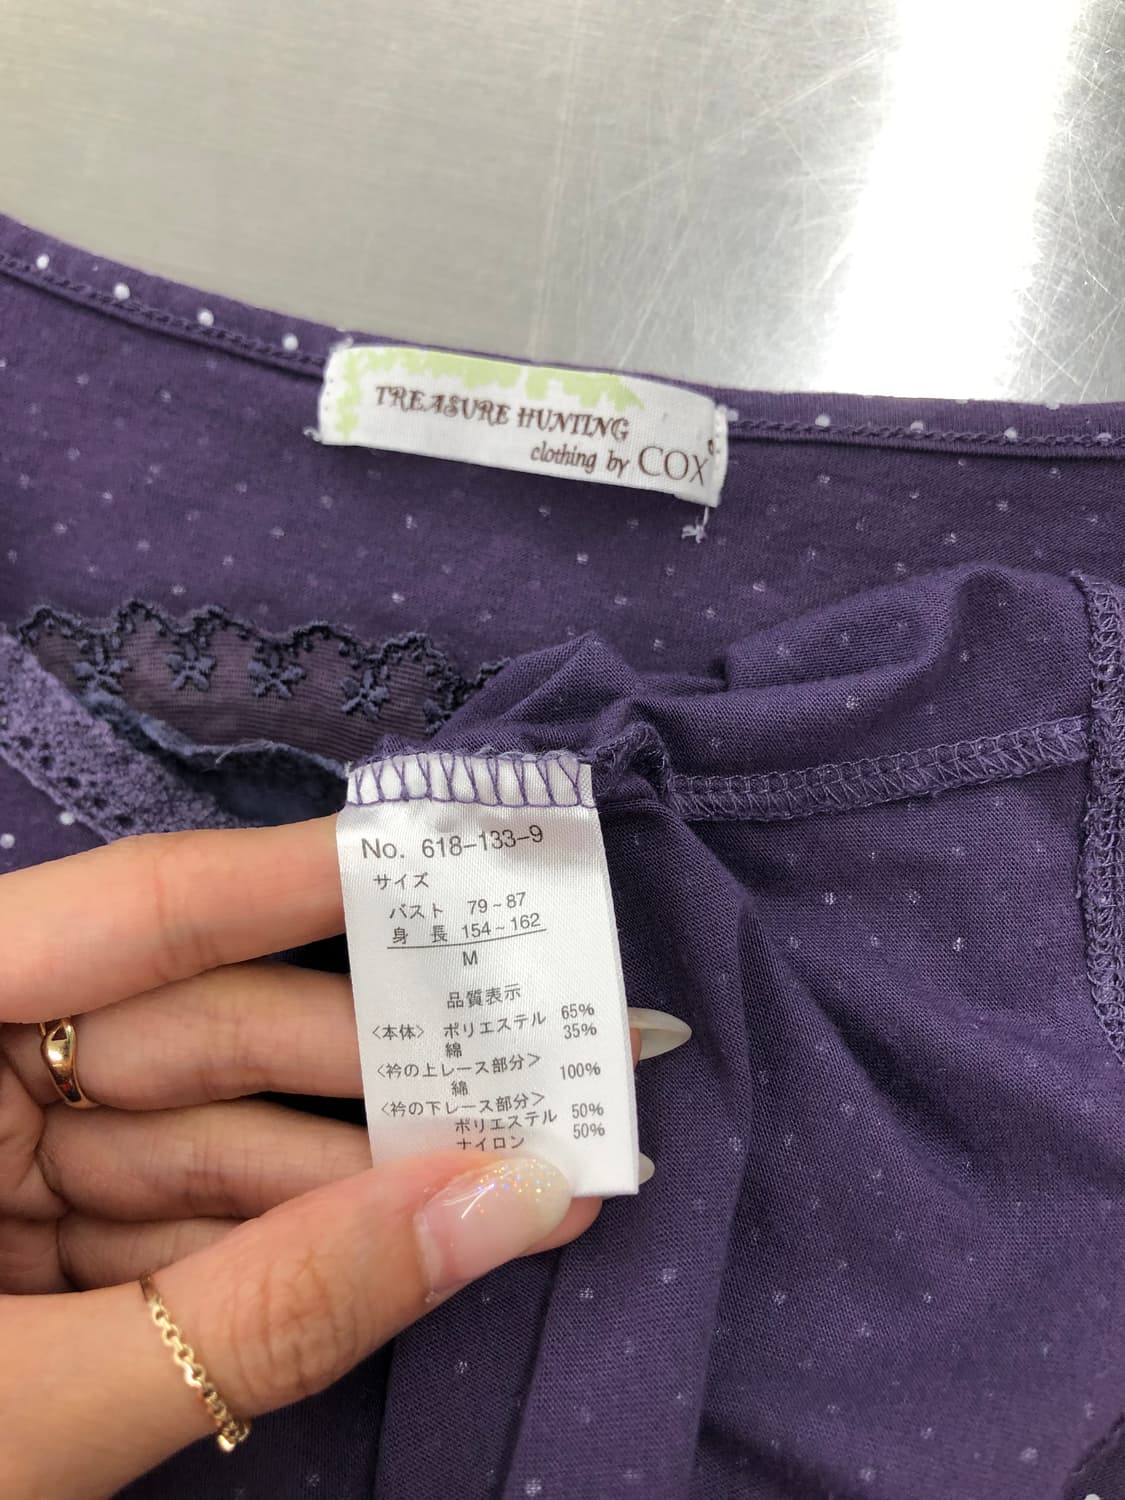 TREASURE HUNTING
clothing by COX
No. 618-133-9
サイズ
バスト 79~87
身 長 154~162
M
品質表示
<本体> ポリエステル 65%
綿 35%
<衿の上レース部分>
綿 100%
<衿の下レース部分>
ポリエステル 50%
ナイロン 50%